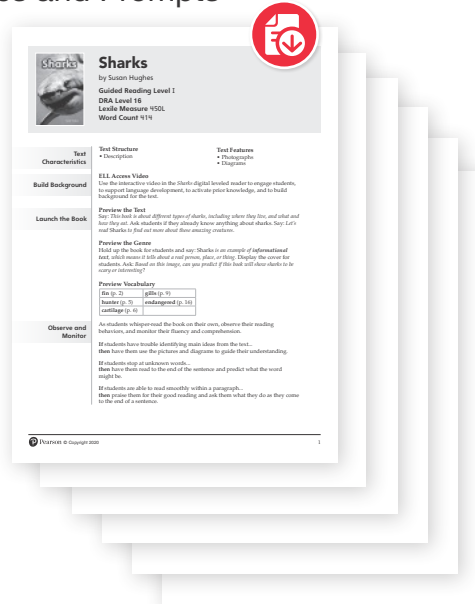 and Prompts
Sharks
Sharks
by Susan Hughes
Guided Reading Level I
DRA Level 16
Lexile Measure 450L
Word Count 414
Text
Characteristics
Text Structure
• Description
Text Features
• Photographs
• Diagrams
Build Background
ELL Access Video
Use the interactive video in the Sharks digital leveled reader to engage students,
to support language development, to activate prior knowledge, and to build
background for the text.
Launch the Book
Preview the Text
Say: This book is about different types of sharks, including where they live, and what and
how they eat. Ask students if they already know anything about sharks. Say: Let's
read Sharks to find out more about these amazing creatures.
Preview the Genre
Hold up the book for students and say: Sharks is an example of informational
text, which means it tells about a real person, place, or thing. Display the cover for
students. Ask: Based on this image, can you predict if this book will show sharks to be
scary or interesting?
Preview Vocabulary
fin (p. 2) gills (p. 9)
hunter (p. 5) endangered (p. 16)
cartilage (p. 6)
Observe and
Monitor
As students whisper-read the book on their own, observe their reading
behaviors, and monitor their fluency and comprehension.
If students have trouble identifying main ideas from the text...
then have them use the pictures and diagrams to guide their understanding.
If students stop at unknown words...
then have them read to the end of the sentence and predict what the word
might be.
If students are able to read smoothly within a paragraph...
then praise them for their good reading and ask them what they do as they come
to the end of a sentence.
Pearson © Copyright 2020
1